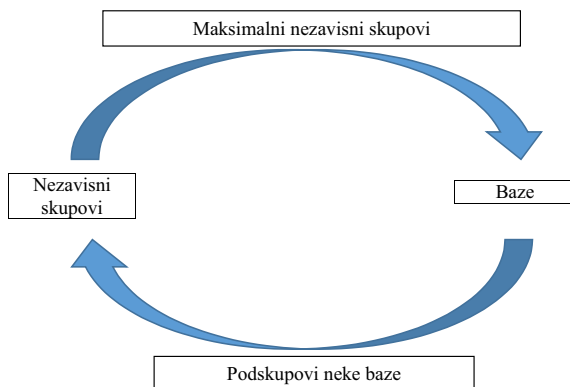 Maksimalni nezavisni skupovi
Nezavisni
skupovi
Baze
Podskupovi neke baze